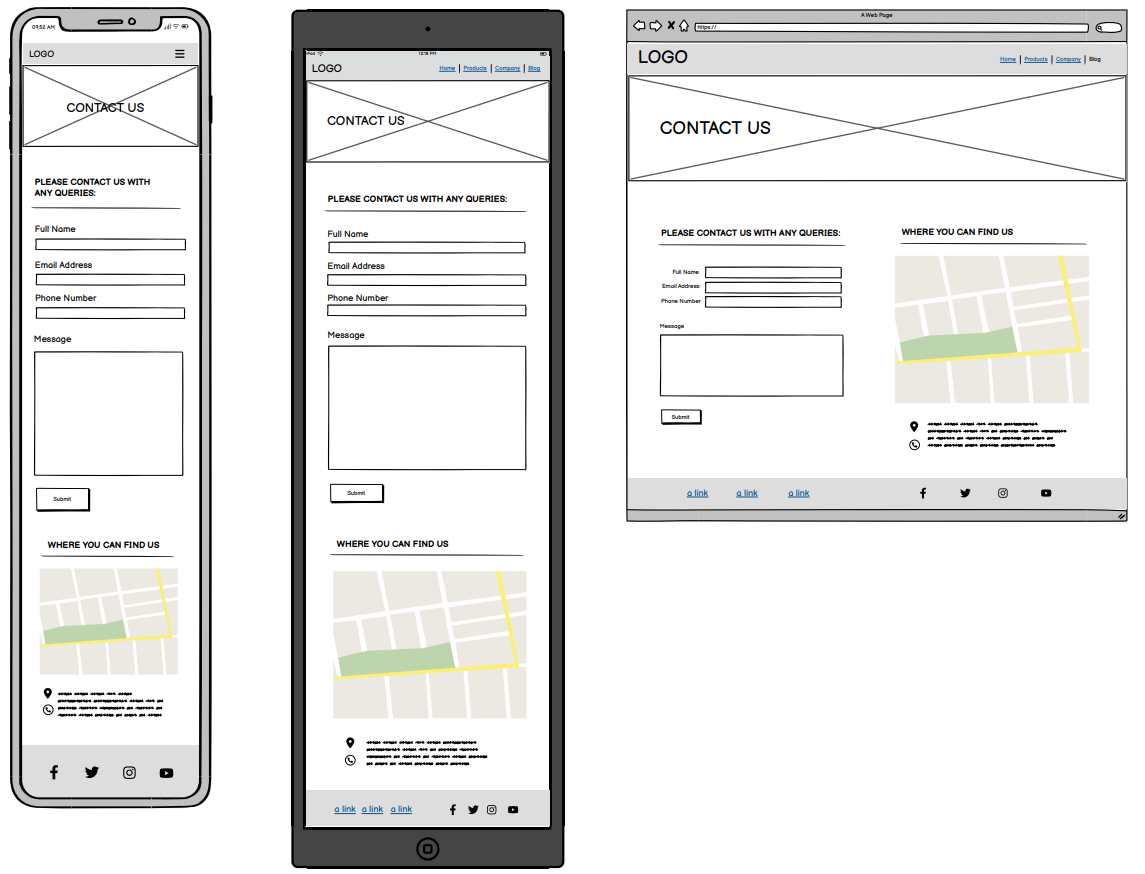 09:52 AM
LOGO
CONTACT US
PLEASE CONTACT US WITH
ANY QUERIES:
Full Name
Email Address
Phone Number
Message
Submit
WHERE YOU CAN FIND US
iPad
12:18 PM
LOGO
Home | Products | Company | Blog
CONTACT US
PLEASE CONTACT US WITH ANY QUERIES:
Full Name
Email Address
Phone Number
Message
Submit
WHERE YOU CAN FIND US
a link a link a link
A Web Page
https://
LOGO
Home | Products | Company | Blog
CONTACT US
PLEASE CONTACT US WITH ANY QUERIES:
Full Name
Email Address:
Phone Number
Message
Submit
WHERE YOU CAN FIND US
a link a link a link